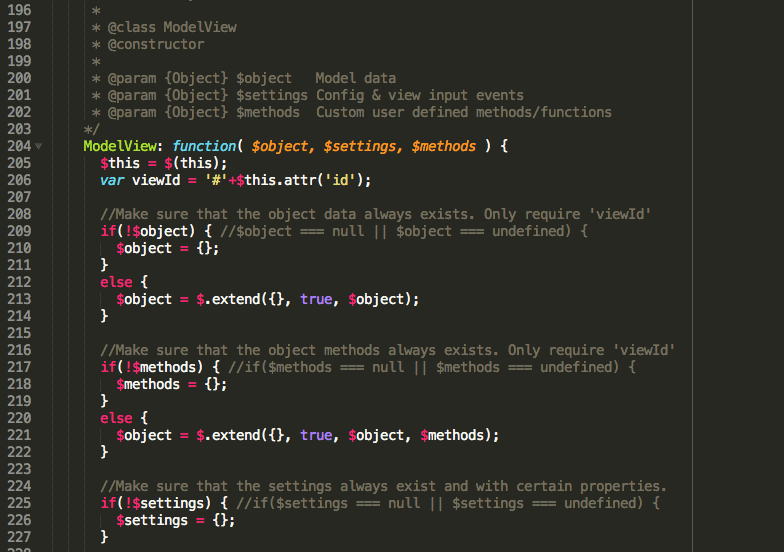 196 *
197 * @class ModelView
198 * @constructor
199 *
200 * @param {Object} $object   Model data
201 * @param {Object} $settings Config & view input events
202 * @param {Object} $methods  Custom user defined methods/functions
203 */
204 ModelView: function( $object, $settings, $methods ) {
205   $this = $(this);
206   var viewId = '#'+$this.attr('id');
207
208   //Make sure that the object data always exists. Only require 'viewId'
209   if(!$object) { //$object === null || $object === undefined) {
210     $object = {};
211   }
212   else {
213     $object = $.extend({}, true, $object);
214   }
215
216   //Make sure that the object methods always exists. Only require 'viewId'
217   if(!$methods) { //if($methods === null || $methods === undefined) {
218     $methods = {};
219   }
220   else {
221     $object = $.extend({}, true, $object, $methods);
222   }
223
224   //Make sure that the settings always exist and with certain properties.
225   if(!$settings) { //if($settings === null || $settings === undefined) {
226     $settings = {};
227   }